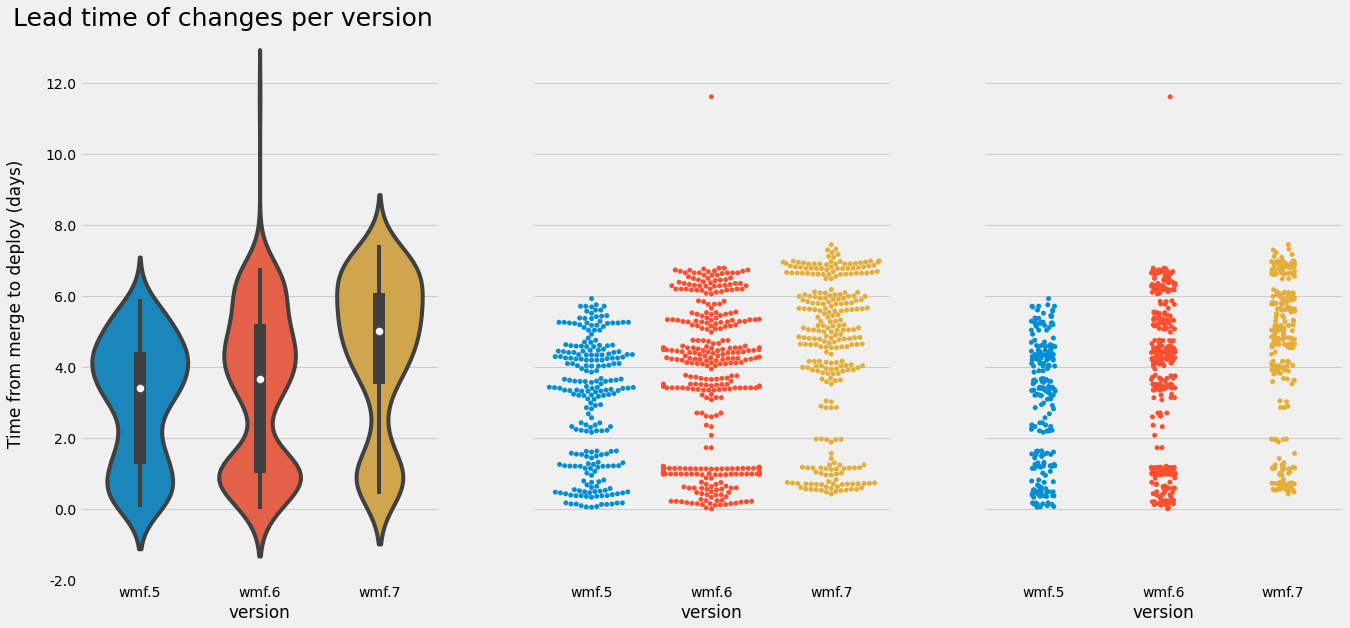 Lead time of changes per version
Time from merge to deploy (days)
12.0
10.0
8.0
6.0
4.0
2.0
0.0
-2.0
wmf.5 wmf.6 wmf.7
version
wmf.5 wmf.6 wmf.7
version
wmf.5 wmf.6 wmf.7
version